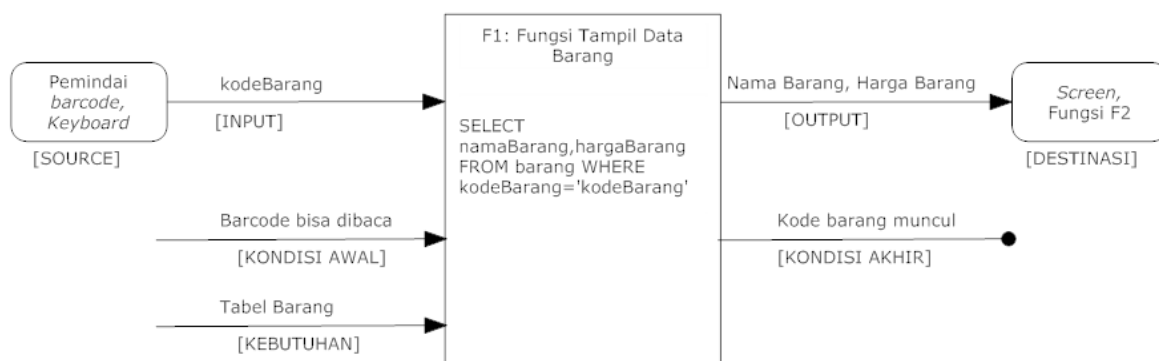 F1: Fungsi Tampil Data
Barang
Pemindai
barcode,
Keyboard
[SOURCE]
kodeBarang
[INPUT]
SELECT
namaBarang,hargaBarang
FROM barang WHERE
kodeBarang='kodeBarang'
Nama Barang, Harga Barang
[OUTPUT]
Screen,
Fungsi F2
[DESTINASI]
Barcode bisa dibaca
[KONDISI AWAL]
Kode barang muncul
[KONDISI AKHIR]
Tabel Barang
[KEBUTUHAN]